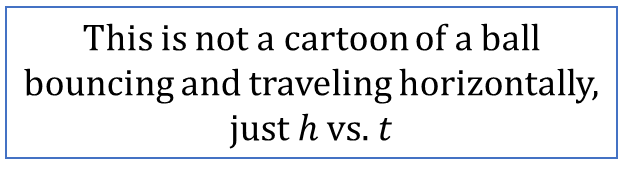 This is not a cartoon of a ball
bouncing and traveling horizontally,
just h vs. t